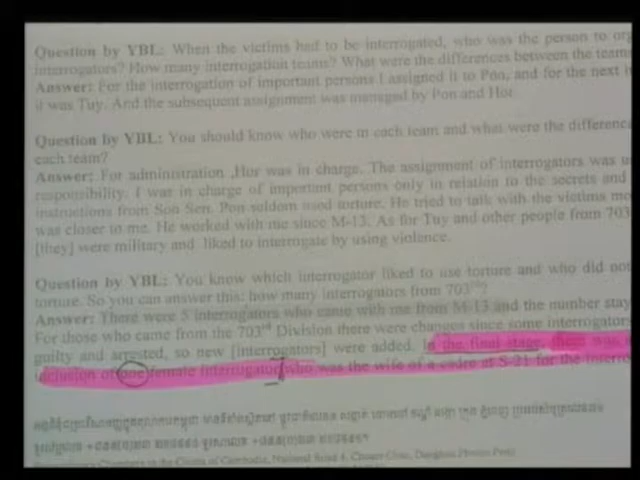 Question by YBL: When the victims had to be interrogated, who was the person to
interrogators? How many interrogation teams? What were the differences between the teams
Answer: For the interrogation of important persons I assigned it to Pon, and for the next
it was Tuy. And the subsequent assignment was managed by Pon and Hor
Question by YBL: You should know who were in each team and what were the
each team?
Answer: For administration ,Hor was in charge. The assignment of interrogators was
responsibility. I was in charge of important persons only in relation to the secrets and
instructions from Son Sen. Pon seldom used torture. He tried to talk with the victims
was closer to me. He worked with me since M-13. As for Tuy and other people from 703
[they] were military and liked to interrogate by using violence.
Question by YBL: You know which interrogator liked to use torture and who did not
torture. So you can answer this: how many interrogators from 703rd?
Answer: There were 5 interrogators who came with me from M-13 and the number
For those who came from the 703rd Division there were changes since some interrogators
guilty and arrested, so new [interrogators] were added. In the final stage, there was
inclusion of one female interrogator who was the wife of a cadre at S-21 for the
Chambers in the Courts of Cambodia, National Road 4,